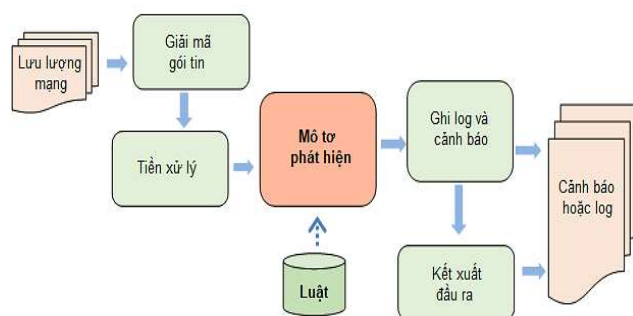 Lưu lượng
mạng
Giải mã
gói tin
Tiền xử lý
Mô tơ
phát hiện
Luật
Ghi log và
cảnh báo
Kết xuất
đầu ra
Cảnh báo
hoặc log